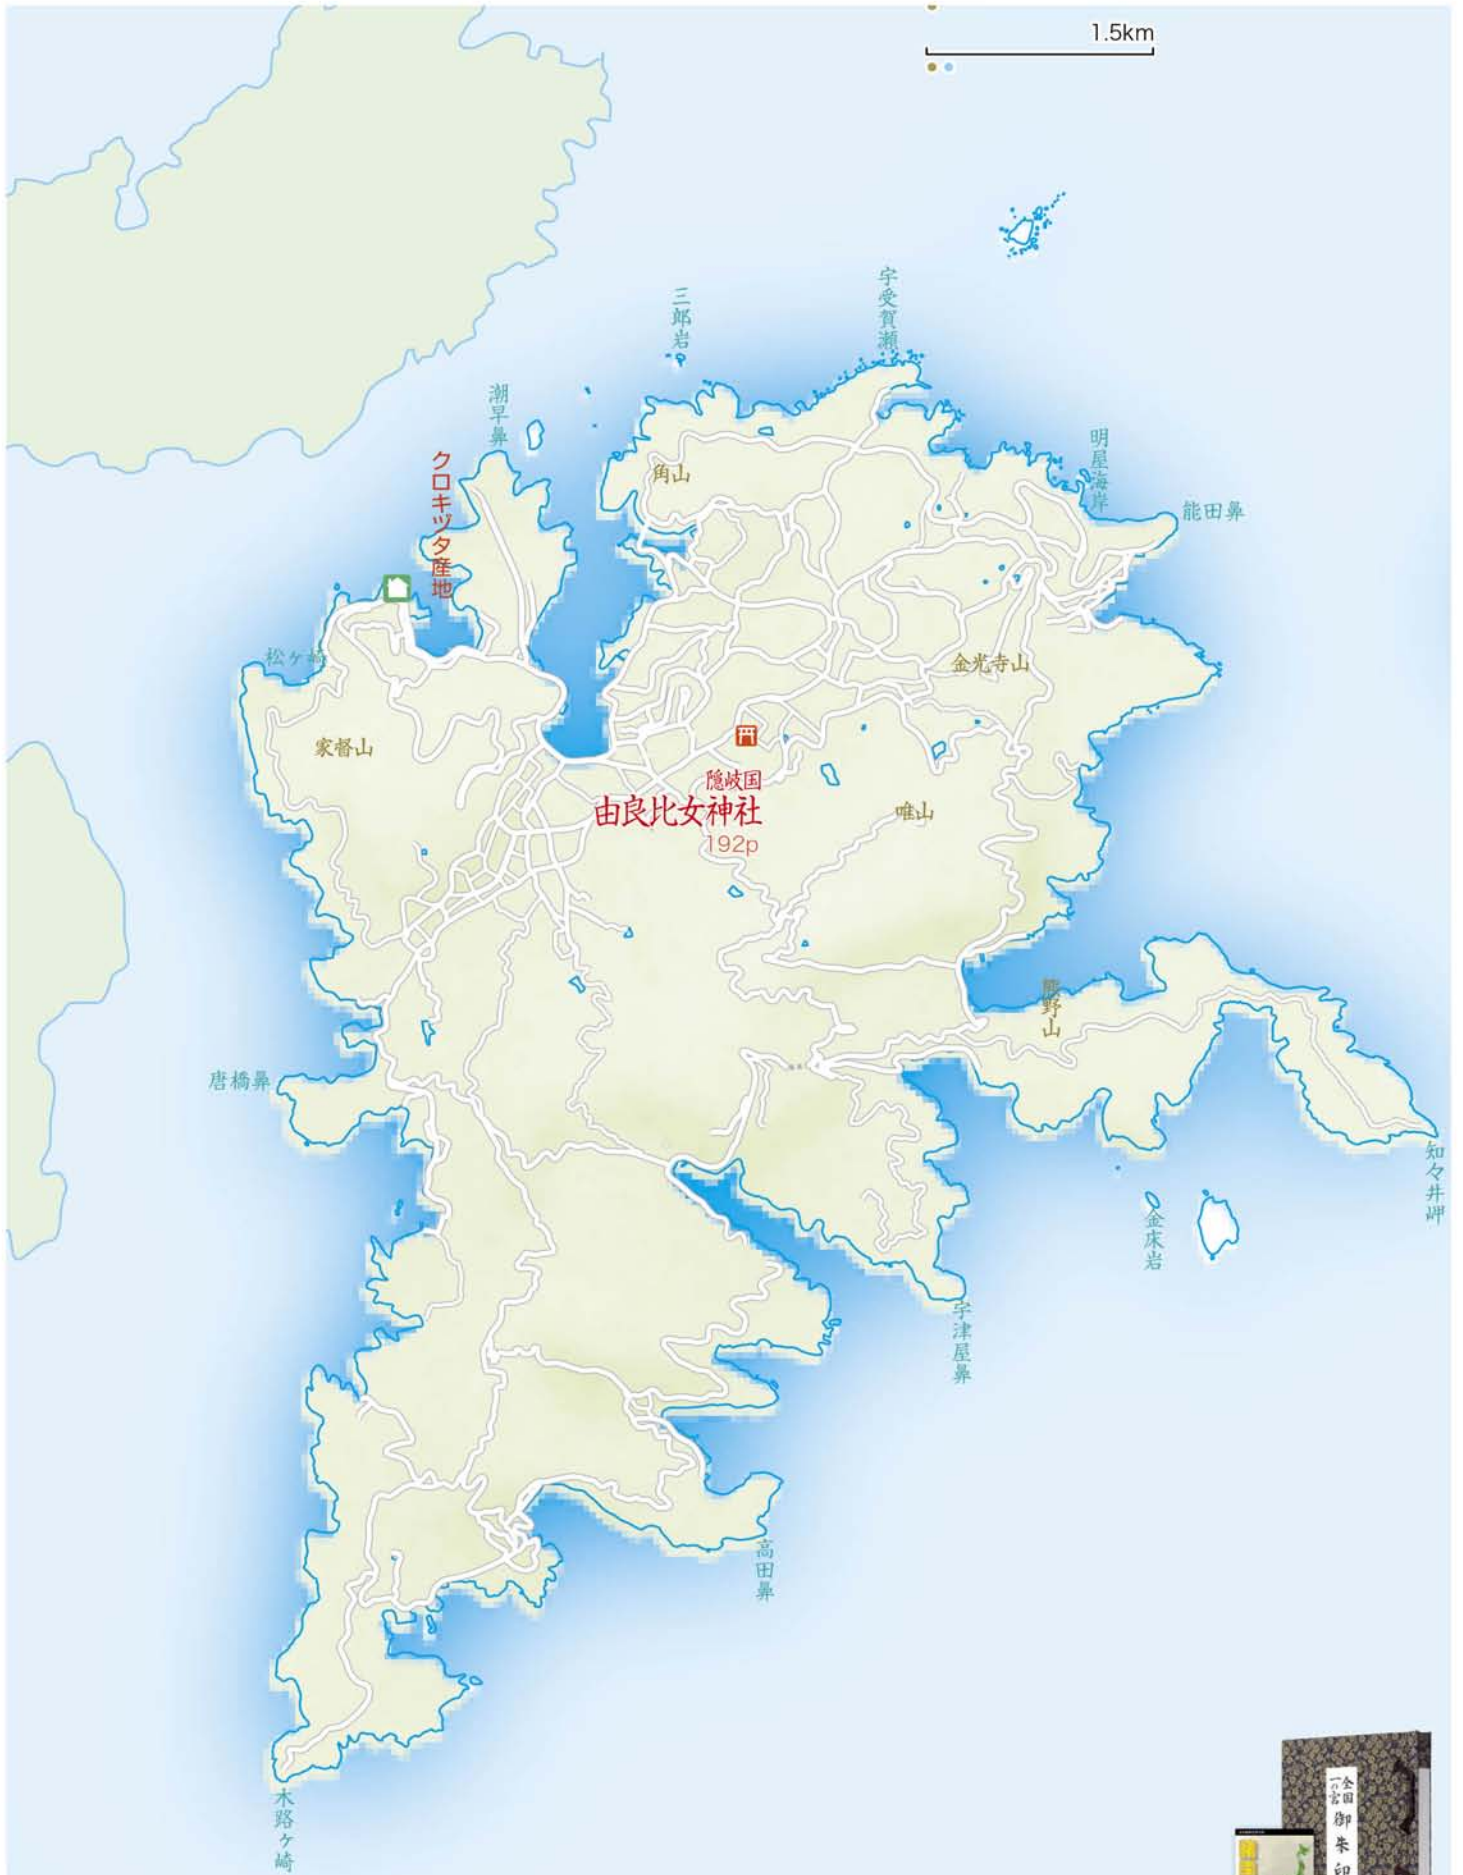 1.5km
宇受賀瀬
三郎岩
潮早鼻
明屋海岸
クロキヅタ産地
角山
能田鼻
松ヶ崎
金光寺山
家督山
隠岐国
由良比女神社
192p
唯山
熊野山
唐橋鼻
知々井岬
金床岩
宇津屋鼻
高田鼻
木路ヶ崎
全国
一の宮
御朱印